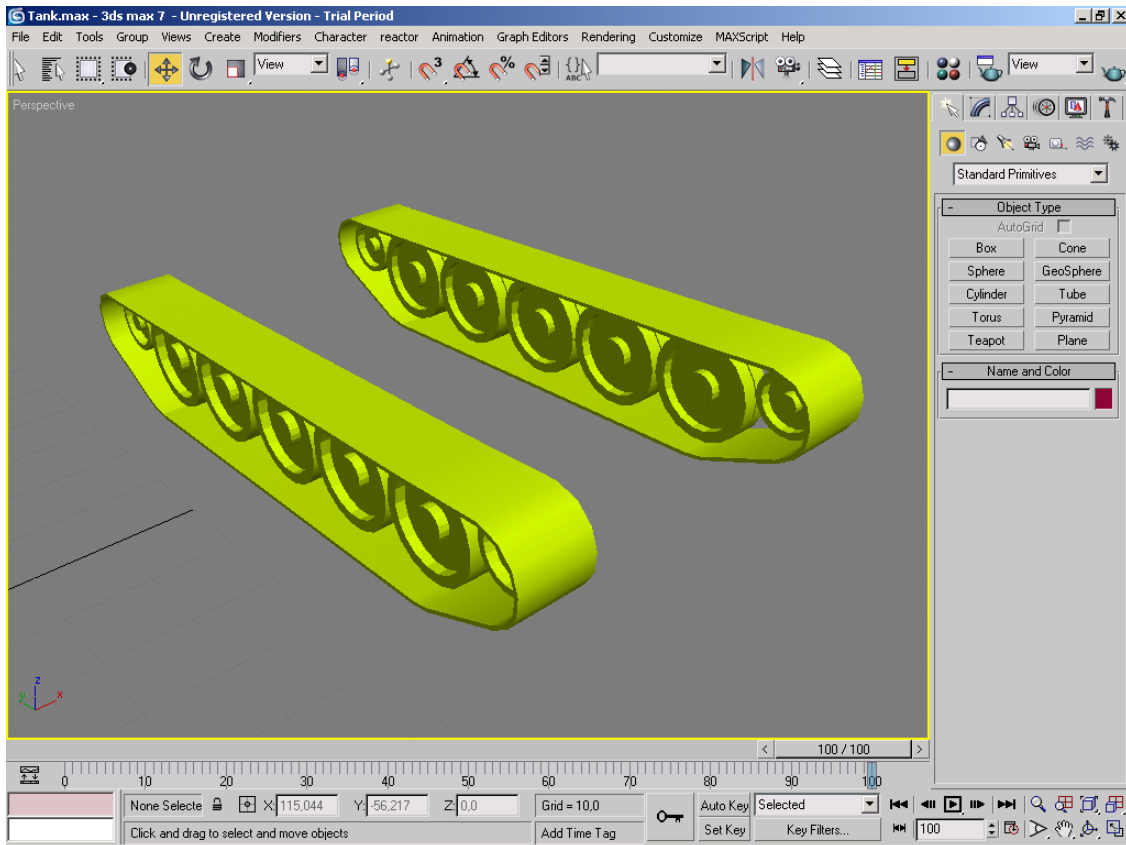 Tank.max - 3ds max 7 - Unregistered Version - Trial Period
File Edit Tools Group Views Create Modifiers Character reactor Animation Graph Editors Rendering Customize MAXScript Help
View 3 % ABC View
Perspective
Standard Primitives
- Object Type
AutoGrid
Box Cone
Sphere GeoSphere
Cylinder Tube
Torus Pyramid
Teapot Plane
- Name and Color
z
y x
< 100 / 100 >
0 10 20 30 40 50 60 70 80 90 100
None Selecte X: 115,044 Y: -56,217 Z: 0,0 Grid = 10,0 Auto Key Selected
Click and drag to select and move objects Add Time Tag Set Key Key Filters... 100